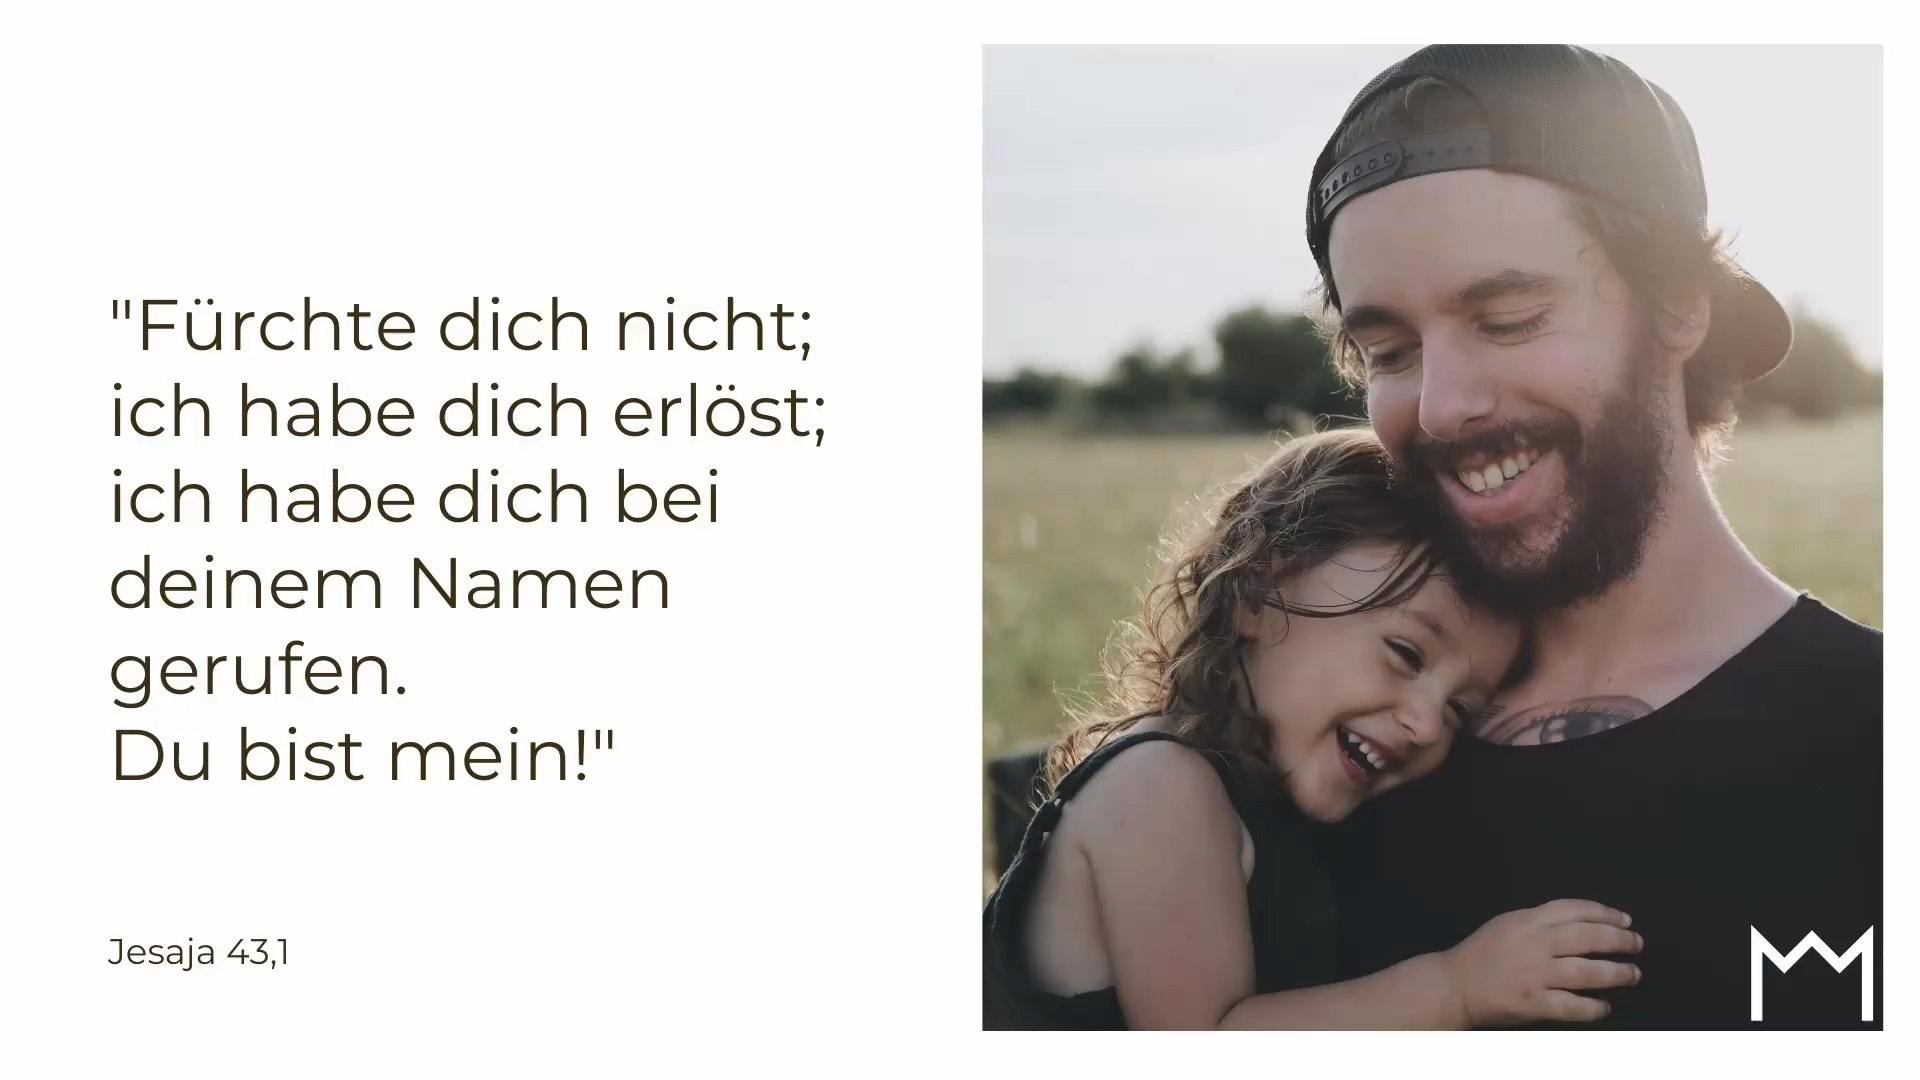 "Fürchte dich nicht;
ich habe dich erlöst;
ich habe dich bei
deinem Namen
gerufen.
Du bist mein!"
Jesaja 43,1